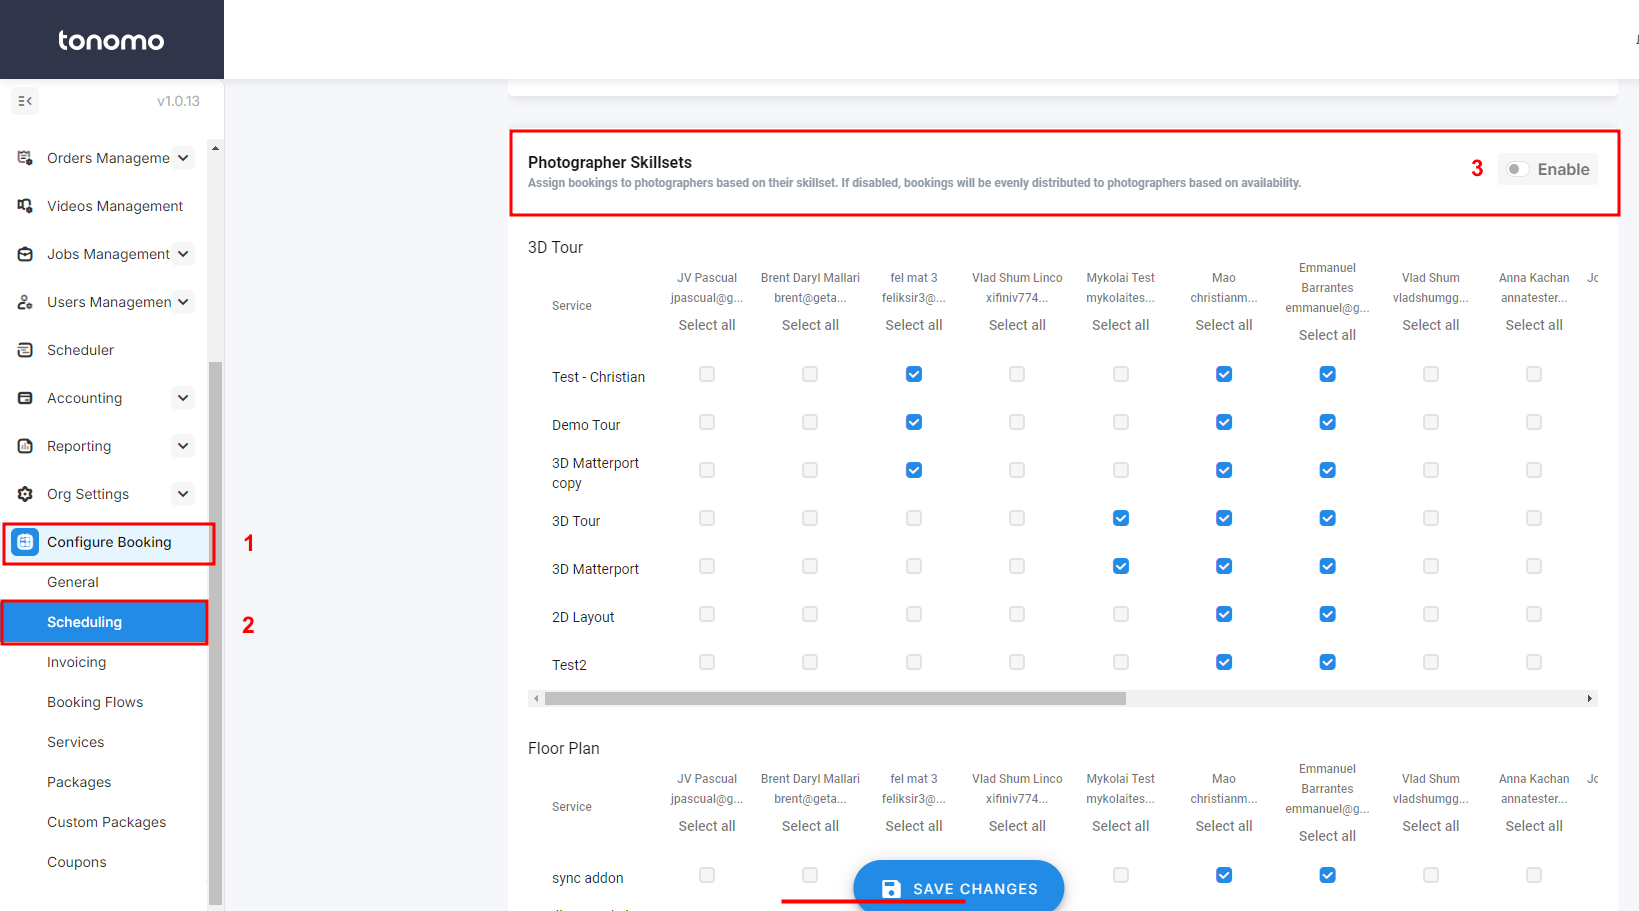 tonomo
v1.0.13
Orders Manageme
Videos Management
Jobs Management
Users Managemen
Scheduler
Accounting
Reporting
Org Settings
Configure Booking
1
General
Scheduling
2
Invoicing
Booking Flows
Services
Packages
Custom Packages
Coupons
Photographer Skillsets
3 Enable
Assign bookings to photographers based on their skillset. If disabled, bookings will be evenly distributed to photographers based on availability.
3D Tour
Service
JV Pascual
jpascual@g...
Select all
Brent Daryl Mallari
brent@geta...
Select all
fel mat 3
feliksir3@...
Select all
Vlad Shum Linco
xifiniv774...
Select all
Mykolai Test
mykolaites...
Select all
Mao
christianm...
Select all
Emmanuel
Barrantes
emmanuel@g...
Select all
Vlad Shum
vladshumgg...
Select all
Anna Kachan
annatester...
Select all
Test - Christian
Demo Tour
3D Matterport
copy
3D Tour
3D Matterport
2D Layout
Test2
Floor Plan
Service
JV Pascual
jpascual@g...
Select all
Brent Daryl Mallari
brent@geta...
Select all
fel mat 3
feliksir3@...
Select all
Vlad Shum Linco
xifiniv774...
Select all
Mykolai Test
mykolaites...
Select all
Mao
christianm...
Select all
Emmanuel
Barrantes
emmanuel@g...
Select all
Vlad Shum
vladshumgg...
Select all
Anna Kachan
annatester...
Select all
sync addon
SAVE CHANGES